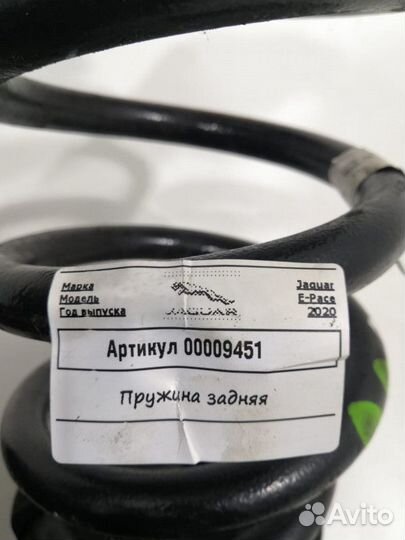 Марка Jaguar
Модель E-Pace
Год выпуска 2020
JAGUAR
Артикул 00009451
Пружина задняя
Avito